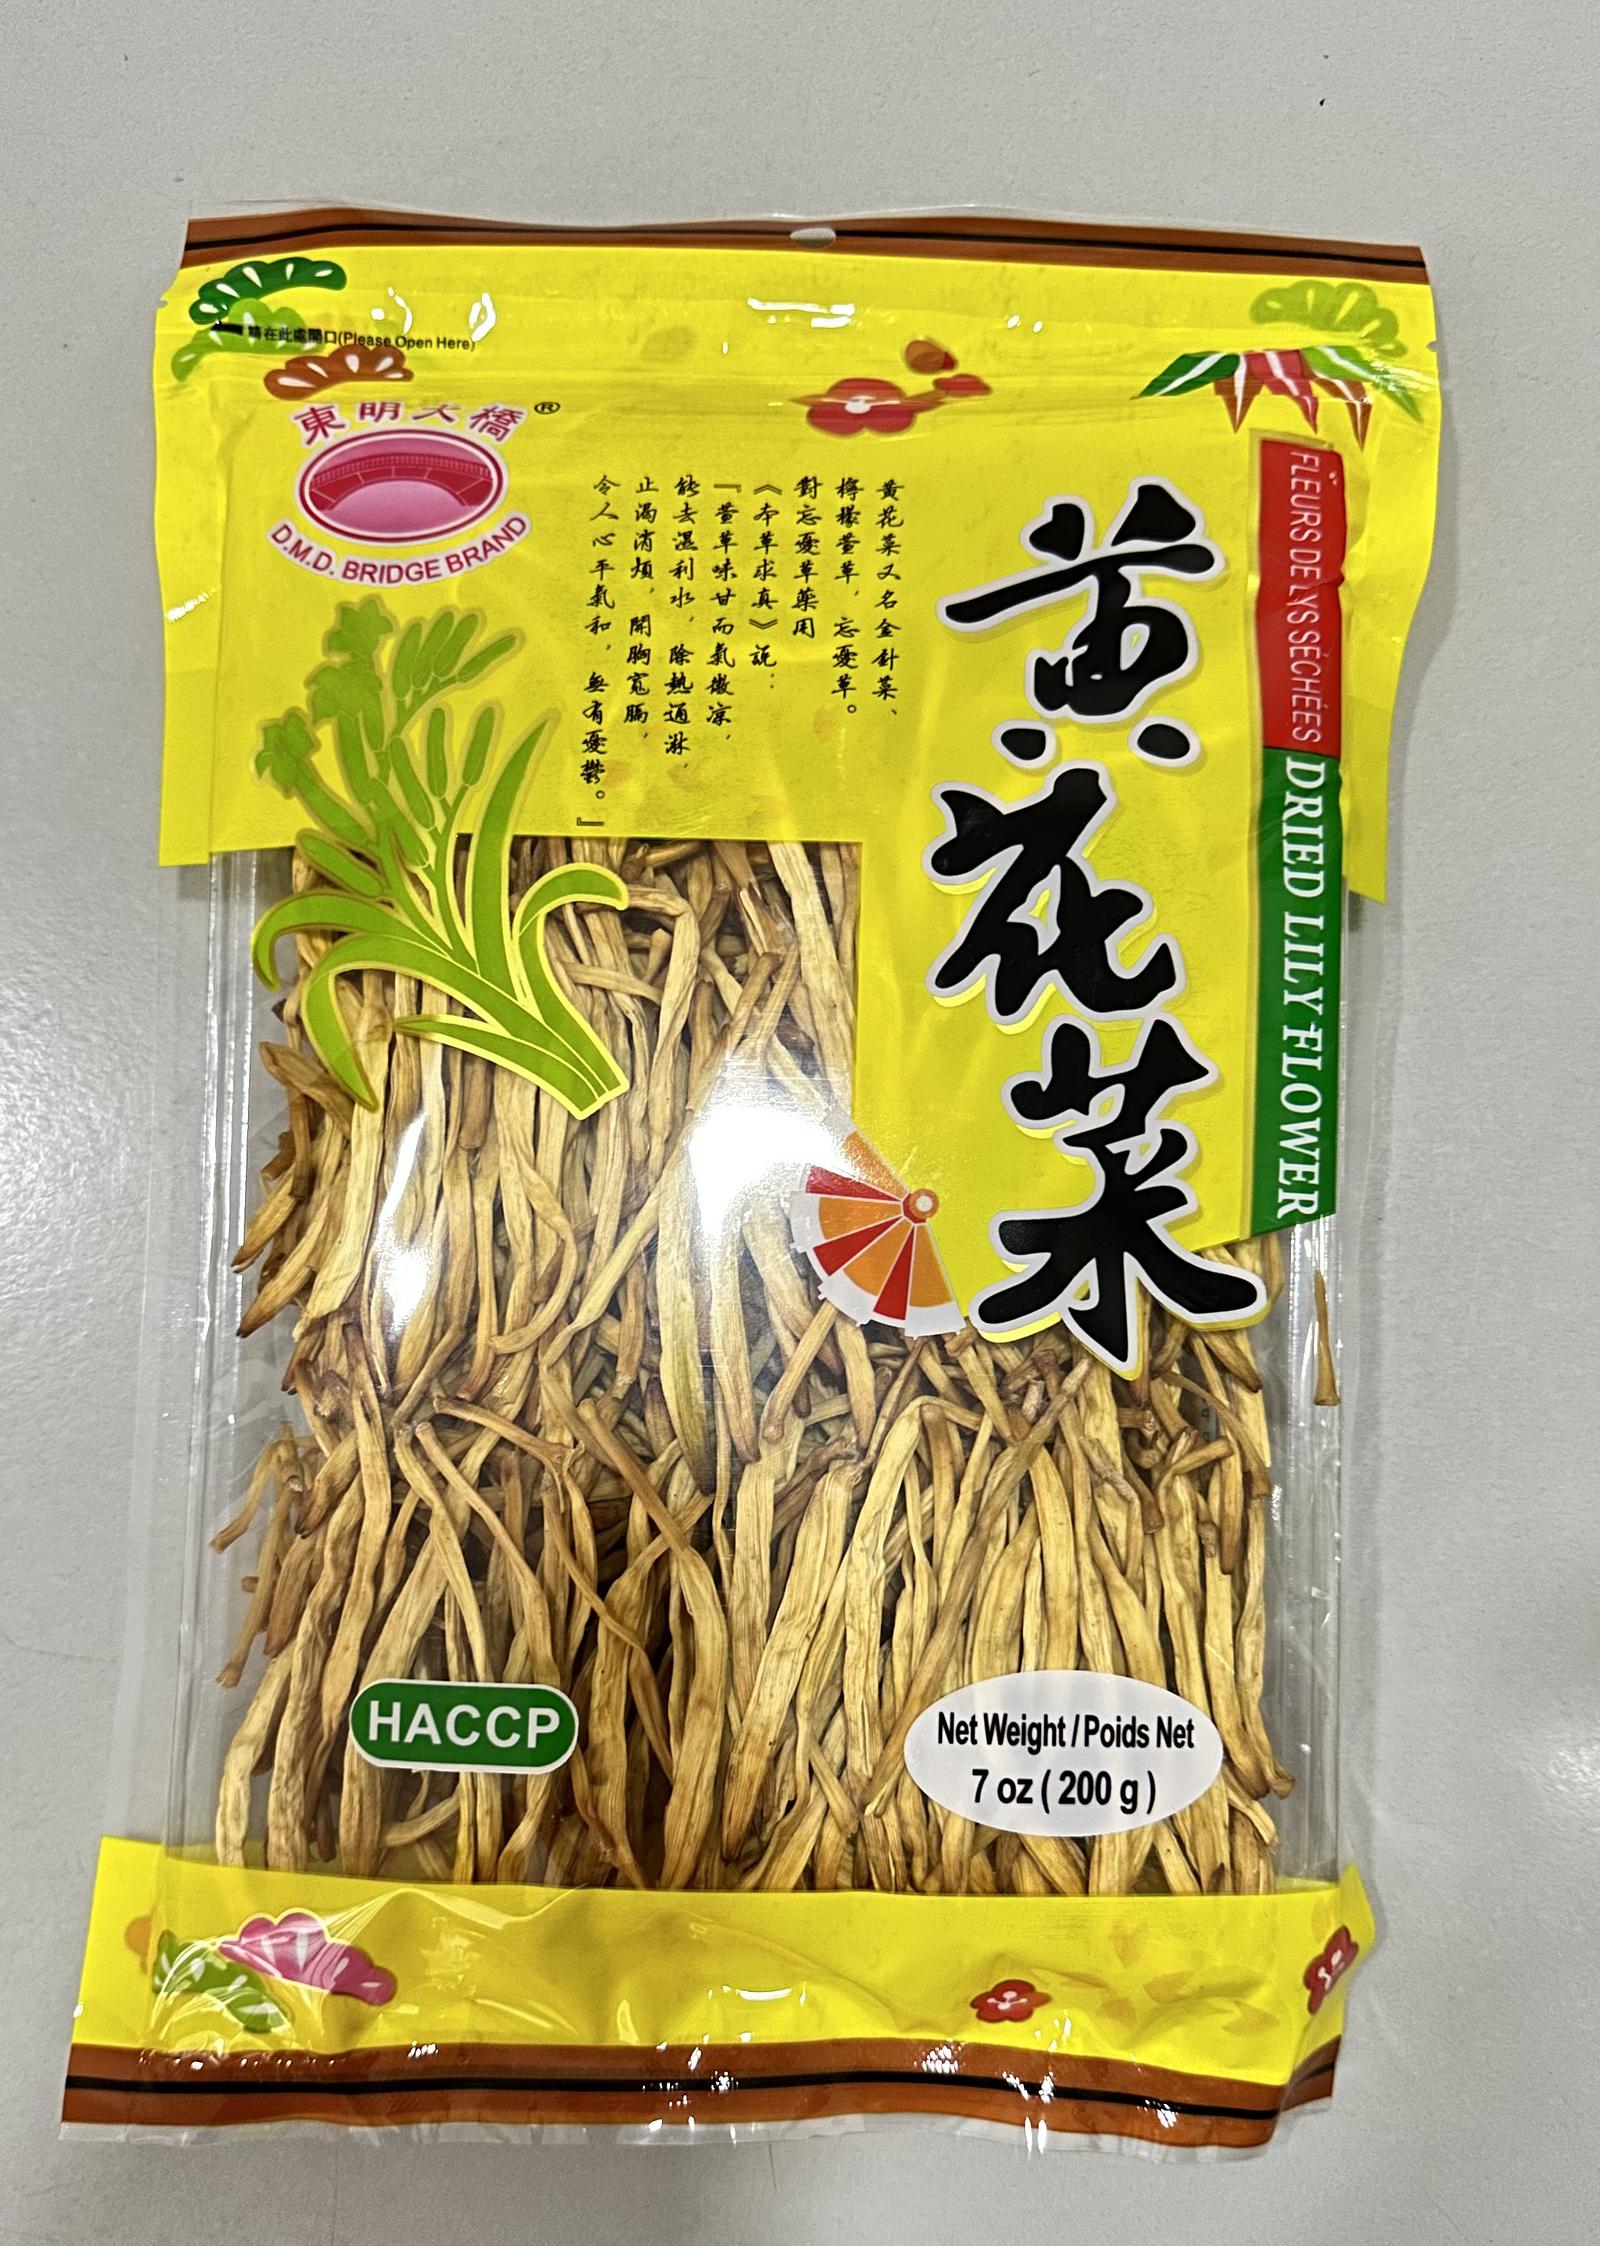 請在此處開口(Please Open Here)
東明大橋®
D.M.D. BRIDGE BRAND
FLEURS DE LYS SÉCHÉES
DRIED LILY FLOWER
黄花菜
黃花菜又名金針菜、
檸檬萱草，忘憂草。
對忘憂草藥用
《本草求真》說：
『萱草味甘而氣微涼，
能去濕利水，除熱通淋，
止渴消煩，開胸寬膈，
令人心平氣和，無有憂鬱。』
HACCP
Net Weight / Poids Net
7 oz ( 200 g )